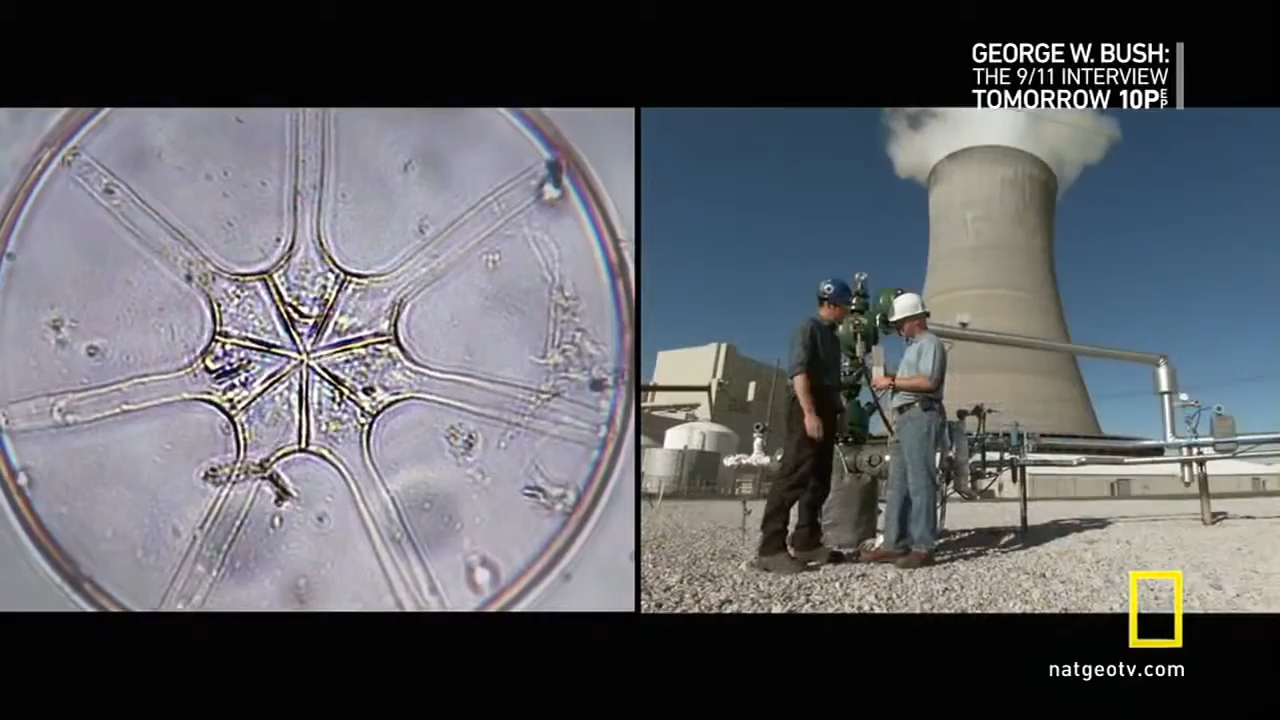 GEORGE W. BUSH:
THE 9/11 INTERVIEW
TOMORROW 10P E P
natgeotv.com